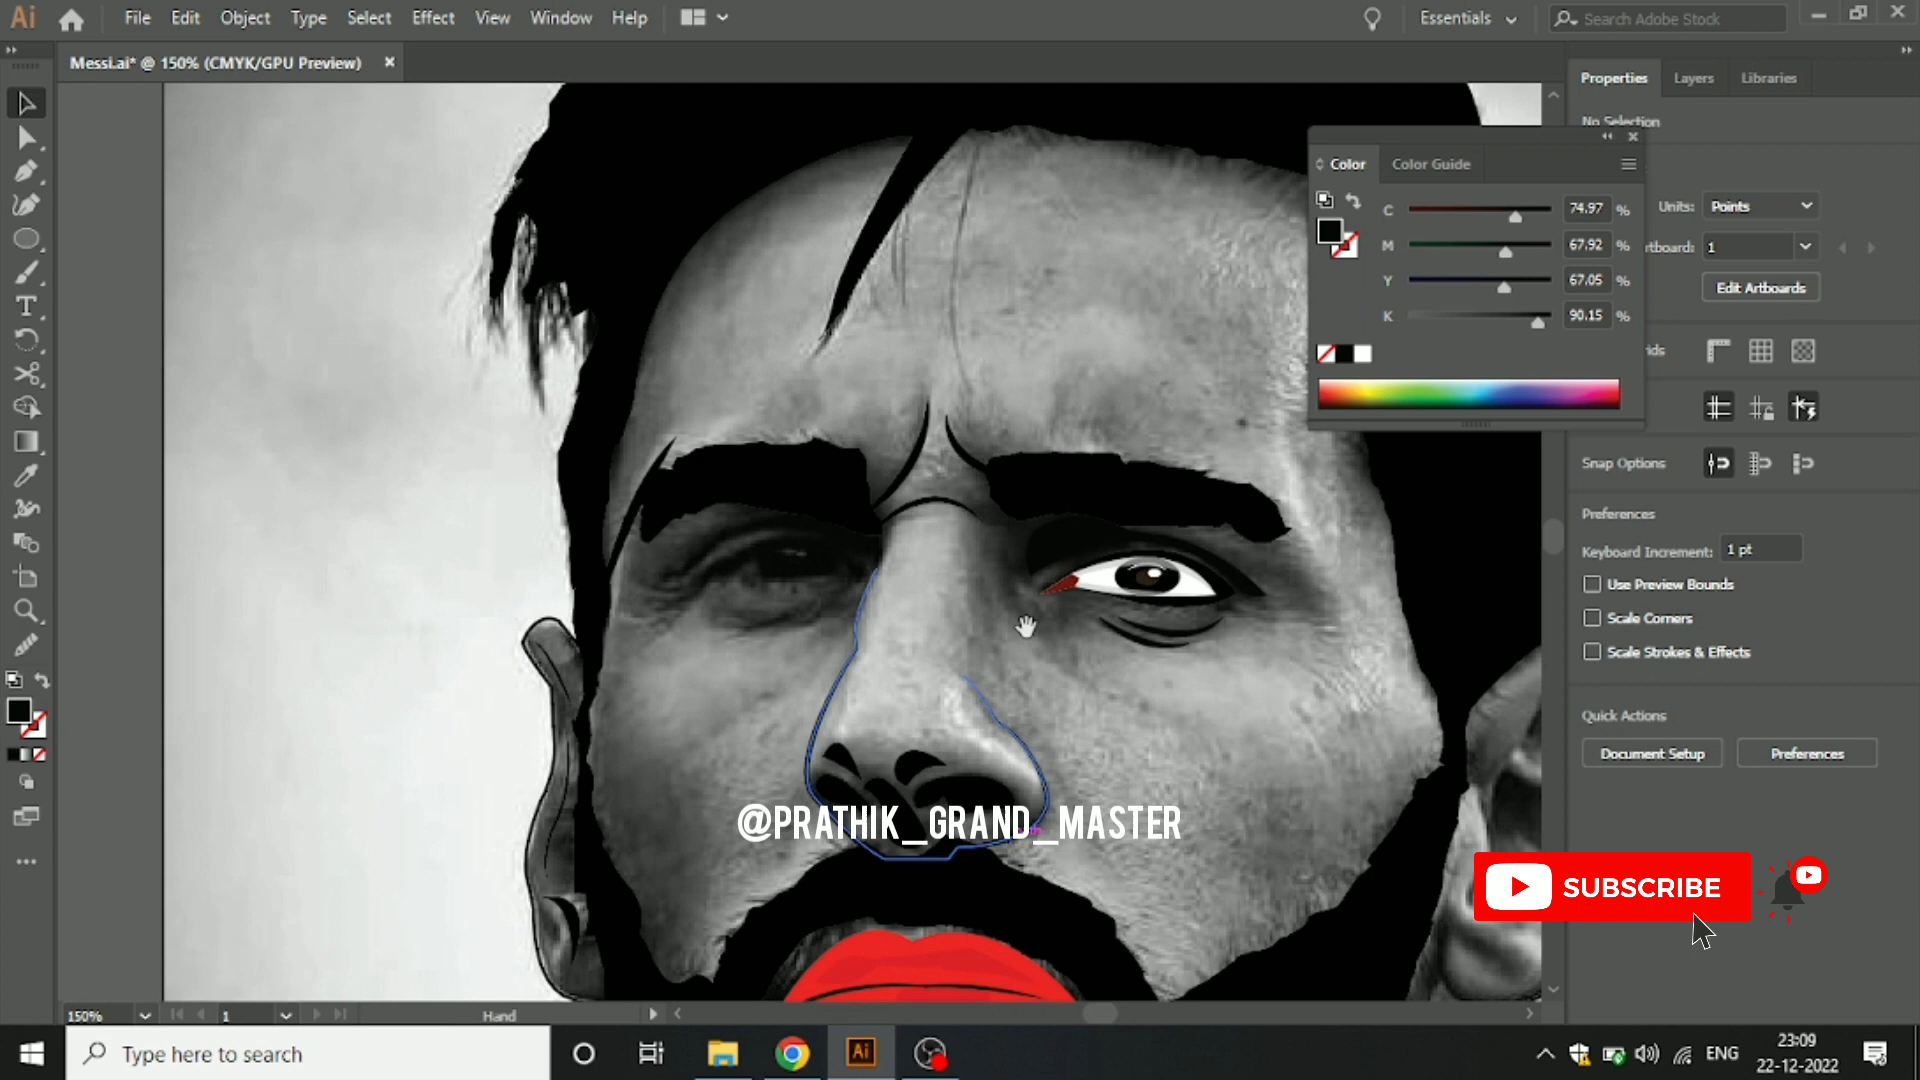 Ai File Edit Object Type Select Effect View Window Help Essentials Search Adobe Stock
Messi.ai* @ 150% (CMYK/GPU Preview)
Properties Layers Libraries
No Selection
Color Color Guide
C 74.97 %
M 67.92 %
Y 67.05 %
K 90.15 %
Units: Points
rtboard: 1
Edit Artboards
ids
Snap Options
Preferences
Keyboard Increment: 1 pt
Use Preview Bounds
Scale Corners
Scale Strokes & Effects
Quick Actions
Document Setup Preferences
@PRATHIK_GRAND_MASTER
SUBSCRIBE
150% 1 Hand
Type here to search
Ai
ENG
23:09
22-12-2022